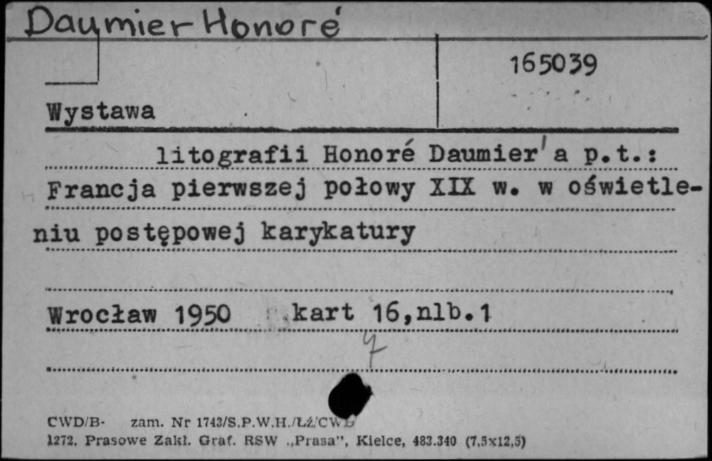 Daumier Honoré
165039
Wystawa
litografii Honoré Daumier'a p.t.:
Francja pierwszej połowy XIX w. w oświetle-
niu postępowej karykatury
Wrocław 1950 kart 16,nlb.1
CWD/B- zam. Nr 1743/S.P.W.H./ŁŻ/CWD
1272. Prasowe Zakł. Graf. RSW „Prasa", Kielce, 483.340 (7,5x12,5)